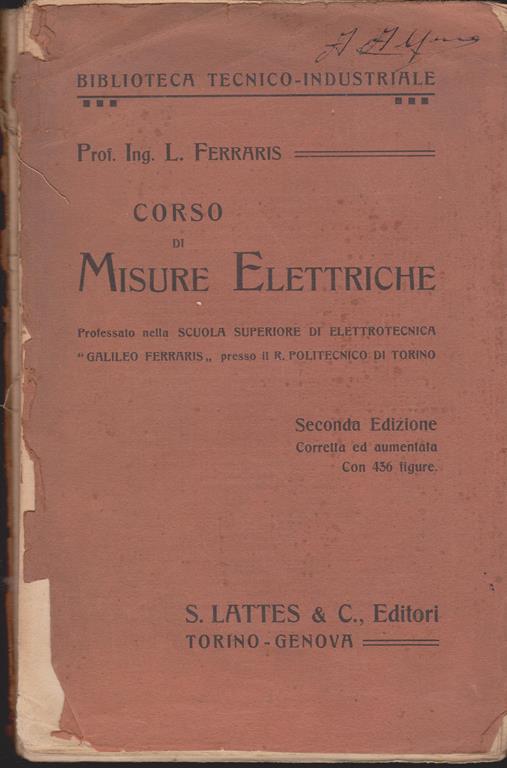 BIBLIOTECA TECNICO-INDUSTRIALE
Prof. Ing. L. FERRARIS
CORSO
DI
MISURE ELETTRICHE
Professato nella SCUOLA SUPERIORE DI ELETTROTECNICA
“GALILEO FERRARIS„ presso il R. POLITECNICO DI TORINO
Seconda Edizione
Corretta ed aumentata
Con 436 figure.
S. LATTES & C., Editori
TORINO - GENOVA